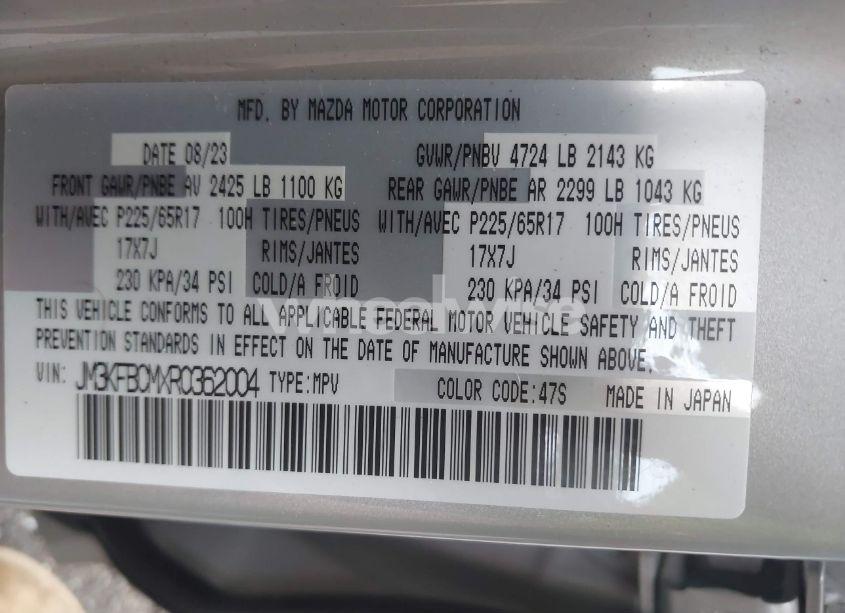 MFD. BY MAZDA MOTOR CORPORATION
DATE 08/23 GVWR/PNBV 4724 LB 2143 KG
FRONT GAWR/PNBE AV 2425 LB 1100 KG REAR GAWR/PNBE AR 2299 LB 1043 KG
WITH/AVEC P225/65R17 100H TIRES/PNEUS WITH/AVEC P225/65R17 100H TIRES/PNEUS
17X7J RIMS/JANTES 17X7J RIMS/JANTES
230 KPA/34 PSI COLD/A FROID 230 KPA/34 PSI COLD/A FROID
THIS VEHICLE CONFORMS TO ALL APPLICABLE FEDERAL MOTOR VEHICLE SAFETY AND THEFT
PREVENTION STANDARDS IN EFFECT ON THE DATE OF MANUFACTURE SHOWN ABOVE.
VIN: JM3KFBCMXR0362004 TYPE:MPV COLOR CODE:47S MADE IN JAPAN